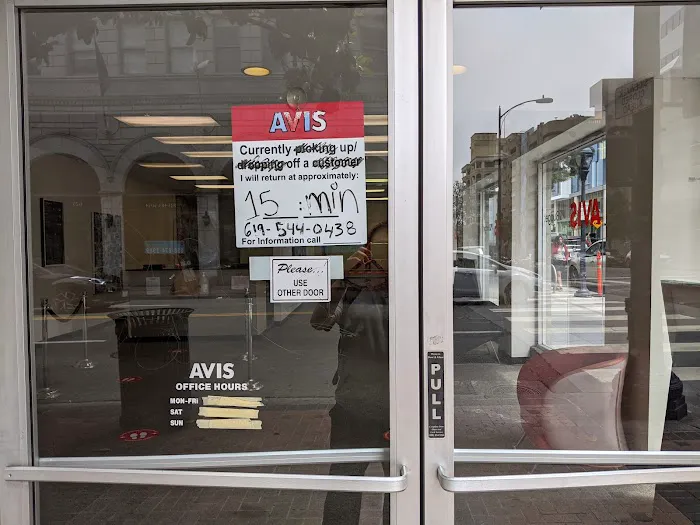 AVIS
Currently picking up/
dropping off a customer
I will return at approximately:
15 : min
619-544-0438
For Information call
Please...
USE
OTHER DOOR
AVIS
OFFICE HOURS
MON-FRI
SAT
SUN
PULL